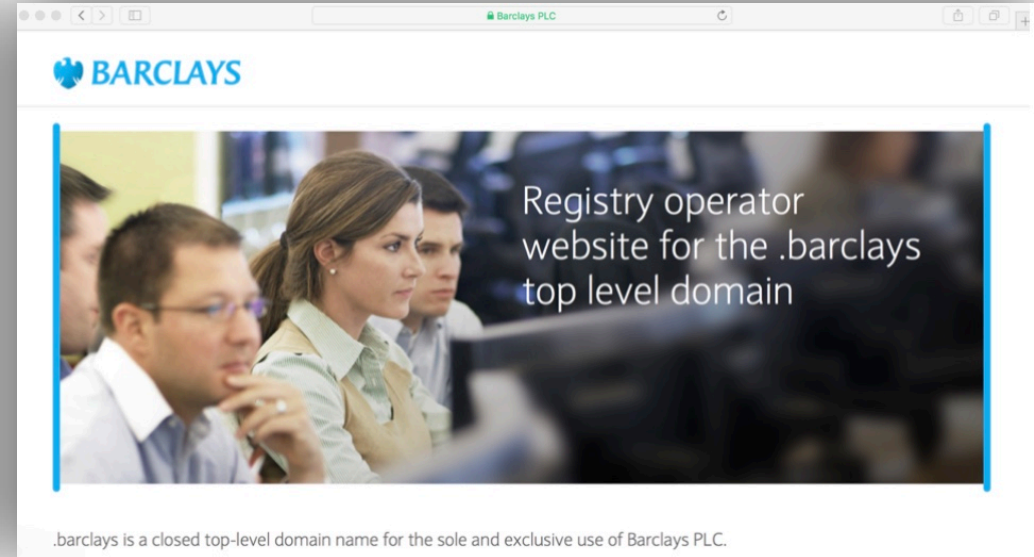 Barclays PLC
BARCLAYS
Registry operator
website for the .barclays
top level domain
.barclays is a closed top-level domain name for the sole and exclusive use of Barclays PLC.